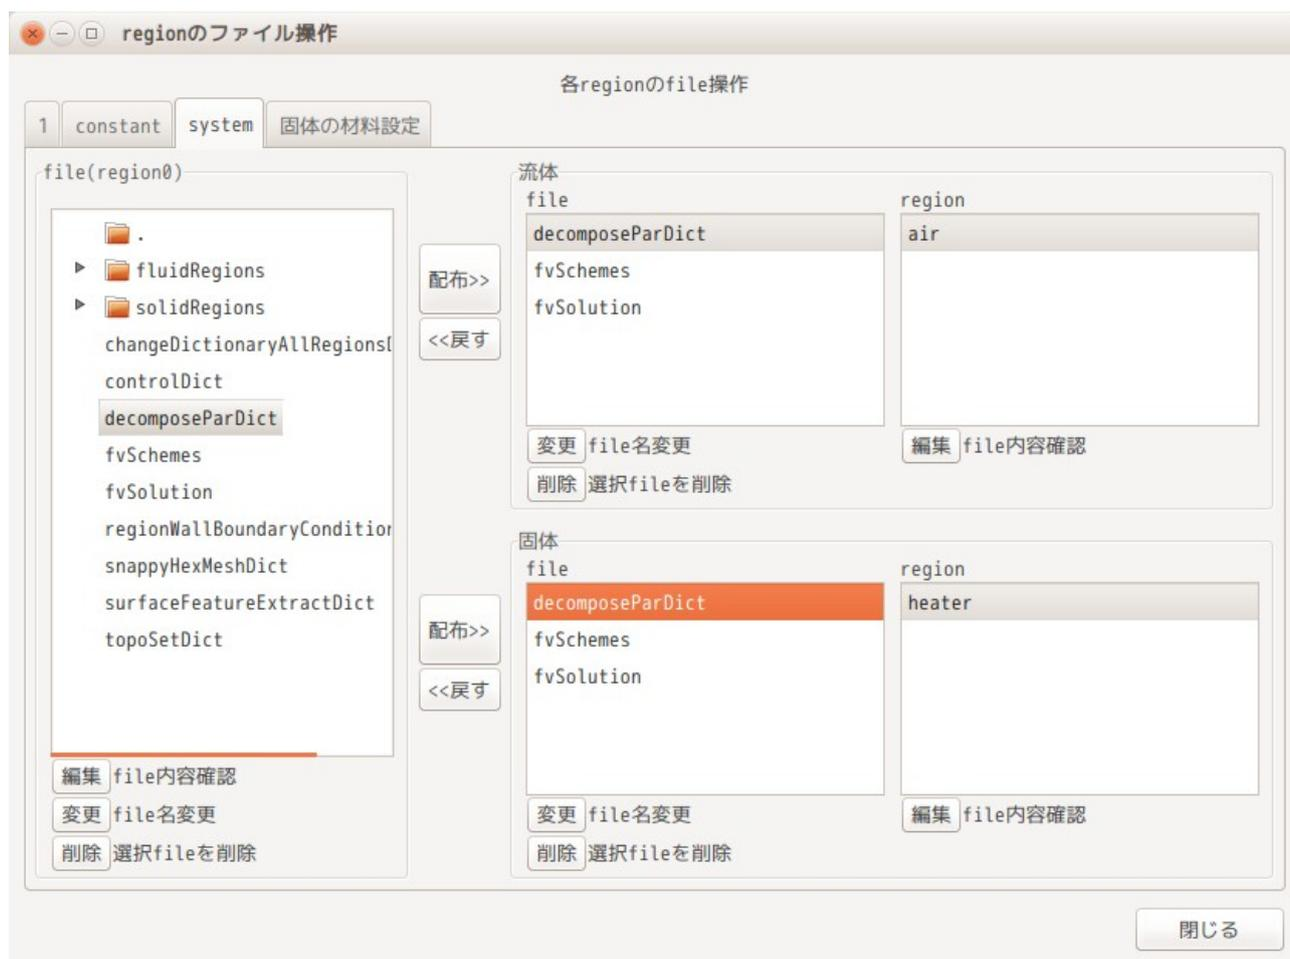 regionのファイル操作
各regionのfile操作
1 constant system 固体の材料設定
file(region0)
.
fluidRegions
solidRegions
changeDictionaryAllRegions
controlDict
decomposeParDict
fvSchemes
fvSolution
regionWallBoundaryCondition
snappyHexMeshDict
surfaceFeatureExtractDict
topoSetDict
編集 file内容確認
変更 file名変更
削除 選択fileを削除
配布>>
<<戻す
配布>>
<<戻す
流体
file
decomposeParDict
fvSchemes
fvSolution
変更 file名変更
削除 選択fileを削除
region
air
編集 file内容確認
固体
file
decomposeParDict
fvSchemes
fvSolution
変更 file名変更
削除 選択fileを削除
region
heater
編集 file内容確認
閉じる